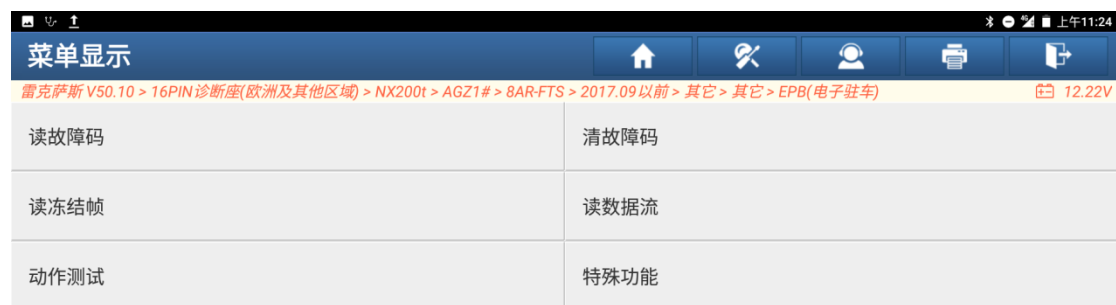 上午11:24
菜单显示
雷克萨斯 V50.10 > 16PIN诊断座(欧洲及其他区域) > NX200t > AGZ1# > 8AR-FTS > 2017.09以前 > 其它 > 其它 > EPB(电子驻车) 12.22V
读故障码 清故障码
读冻结帧 读数据流
动作测试 特殊功能